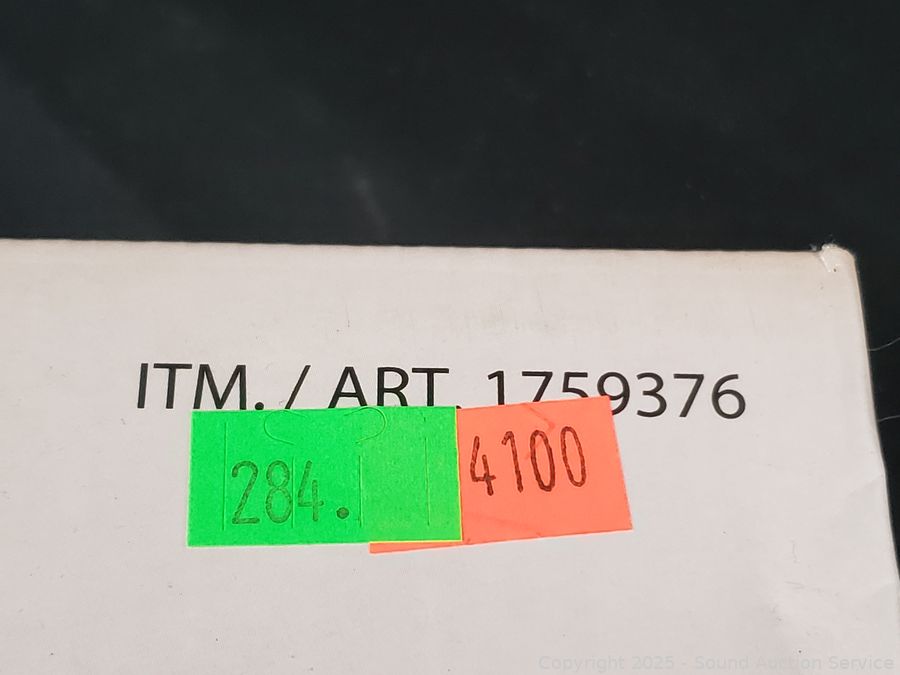 ITM. / ART. 1759376
284.
4100
Copyright 2025 - Sound Auction Service